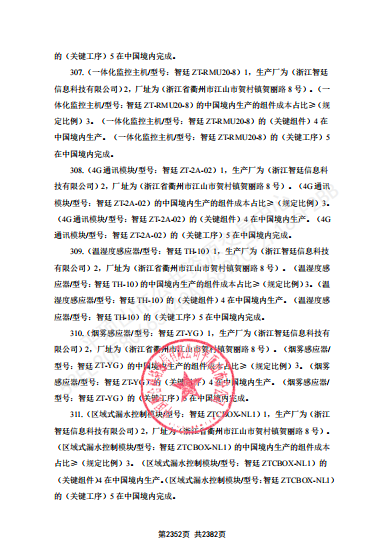 的（关键工序）5 在中国境内完成。
307.（一体化监控主机/型号：智廷 ZT-RMU20-8）1，生产厂为（浙江智廷
信息科技有限公司）2，厂址为（浙江省衢州市江山市贺村镇贺丽路 8 号）。（一
体化监控主机/型号：智廷 ZT-RMU20-8）的中国境内生产的组件成本占比≥（规
定比例）3。（一体化监控主机/型号：智廷 ZT-RMU20-8）的（关键组件）4 在
中国境内生产。（一体化监控主机/型号：智廷 ZT-RMU20-8）的（关键工序）5
在中国境内完成。
308.（4G 通讯模块/型号：智廷 ZT-2A-02）1，生产厂为（浙江智廷信息科
技有限公司）2，厂址为（浙江省衢州市江山市贺村镇贺丽路 8 号）。（4G 通讯
模块/型号：智廷 ZT-2A-02）的中国境内生产的组件成本占比≥（规定比例）3。
（4G 通讯模块/型号：智廷 ZT-2A-02）的（关键组件）4 在中国境内生产。（4G
通讯模块/型号：智廷 ZT-2A-02）的（关键工序）5 在中国境内完成。
309.（温湿度感应器/型号：智廷 TH-10）1，生产厂为（浙江智廷信息科技
有限公司）2，厂址为（浙江省衢州市江山市贺村镇贺丽路 8 号）。（温湿度感
应器/型号：智廷 TH-10）的中国境内生产的组件成本占比≥（规定比例）3。（温
湿度感应器/型号：智廷 TH-10）的（关键组件）4 在中国境内生产。（温湿度感
应器/型号：智廷 TH-10）的（关键工序）5 在中国境内完成。
310.（烟雾感应器/型号：智廷 ZT-YG）1，生产厂为（浙江智廷信息科技有
限公司）2，厂址为（浙江省衢州市江山市贺村镇贺丽路 8 号）。（烟雾感应器/
型号：智廷 ZT-YG）的中国境内生产的组件成本占比≥（规定比例）3。（烟雾
感应器/型号：智廷 ZT-YG）的（关键组件）4 在中国境内生产。（烟雾感应器/
型号：智廷 ZT-YG）的（关键工序）5 在中国境内完成。
311.（区域式漏水控制模块/型号：智廷 ZTCBOX-NL1）1，生产厂为（浙江
智廷信息科技有限公司）2，厂址为（浙江省衢州市江山市贺村镇贺丽路 8 号）。
（区域式漏水控制模块/型号：智廷 ZTCBOX-NL1）的中国境内生产的组件成本
占比≥（规定比例）3。（区域式漏水控制模块/型号：智廷 ZTCBOX-NL1）的
（关键组件）4 在中国境内生产。（区域式漏水控制模块/型号：智廷 ZTCBOX-NL1）
的（关键工序）5 在中国境内完成。
第2352页 共2382页